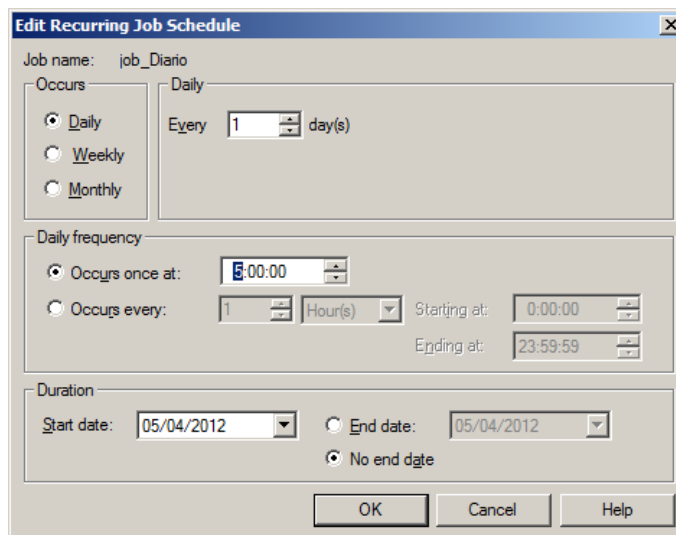 Edit Recurring Job Schedule
Job name: job_Diario
Occurs
Daily
Weekly
Monthly
Daily
Every 1 day(s)
Daily frequency
Occurs once at: 5:00:00
Occurs every: 1 Hour(s) Starting at: 0:00:00
Ending at: 23:59:59
Duration
Start date: 05/04/2012 End date: 05/04/2012
No end date
OK Cancel Help